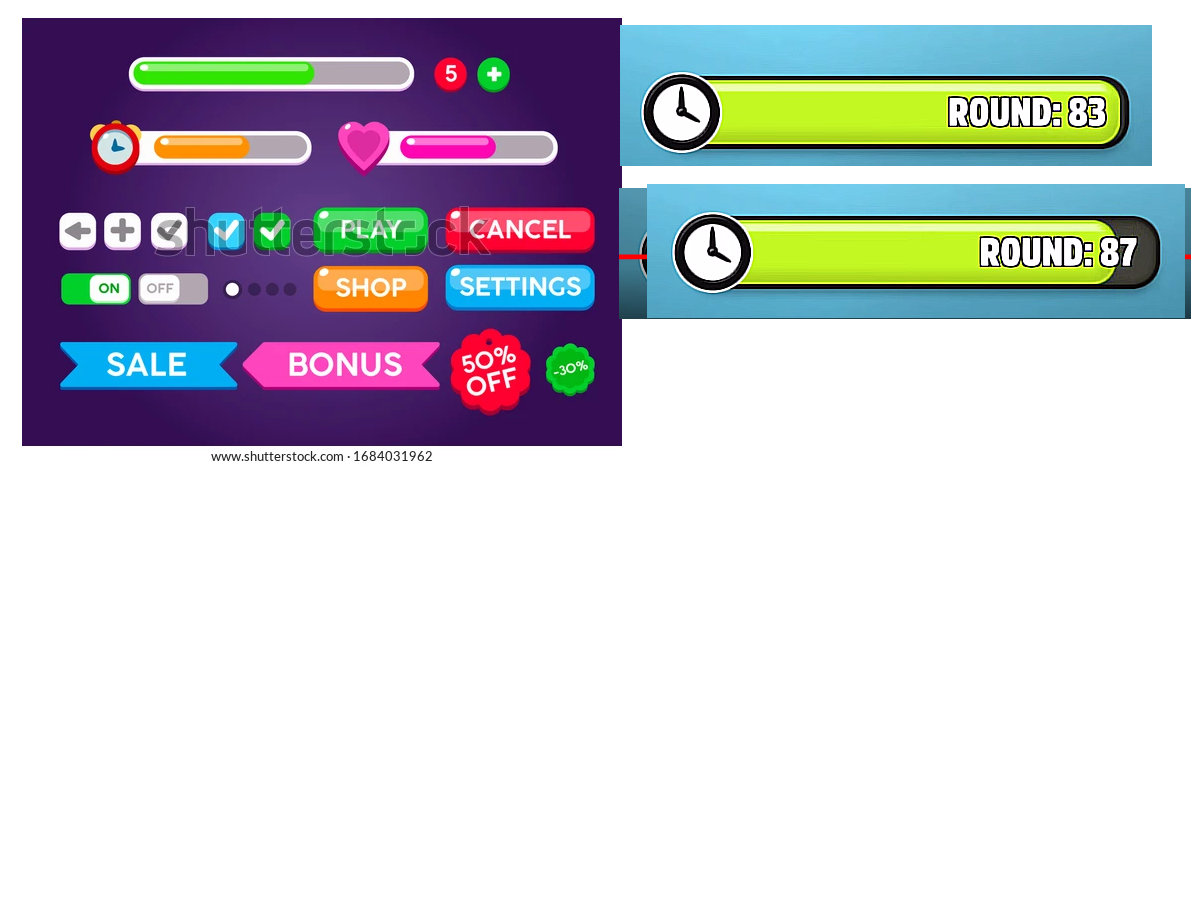 5
ROUND: 83
shutterstock
PLAY
CANCEL
ROUND: 87
ON
OFF
SHOP
SETTINGS
SALE
BONUS
50%
OFF
-30%
www.shutterstock.com · 1684031962